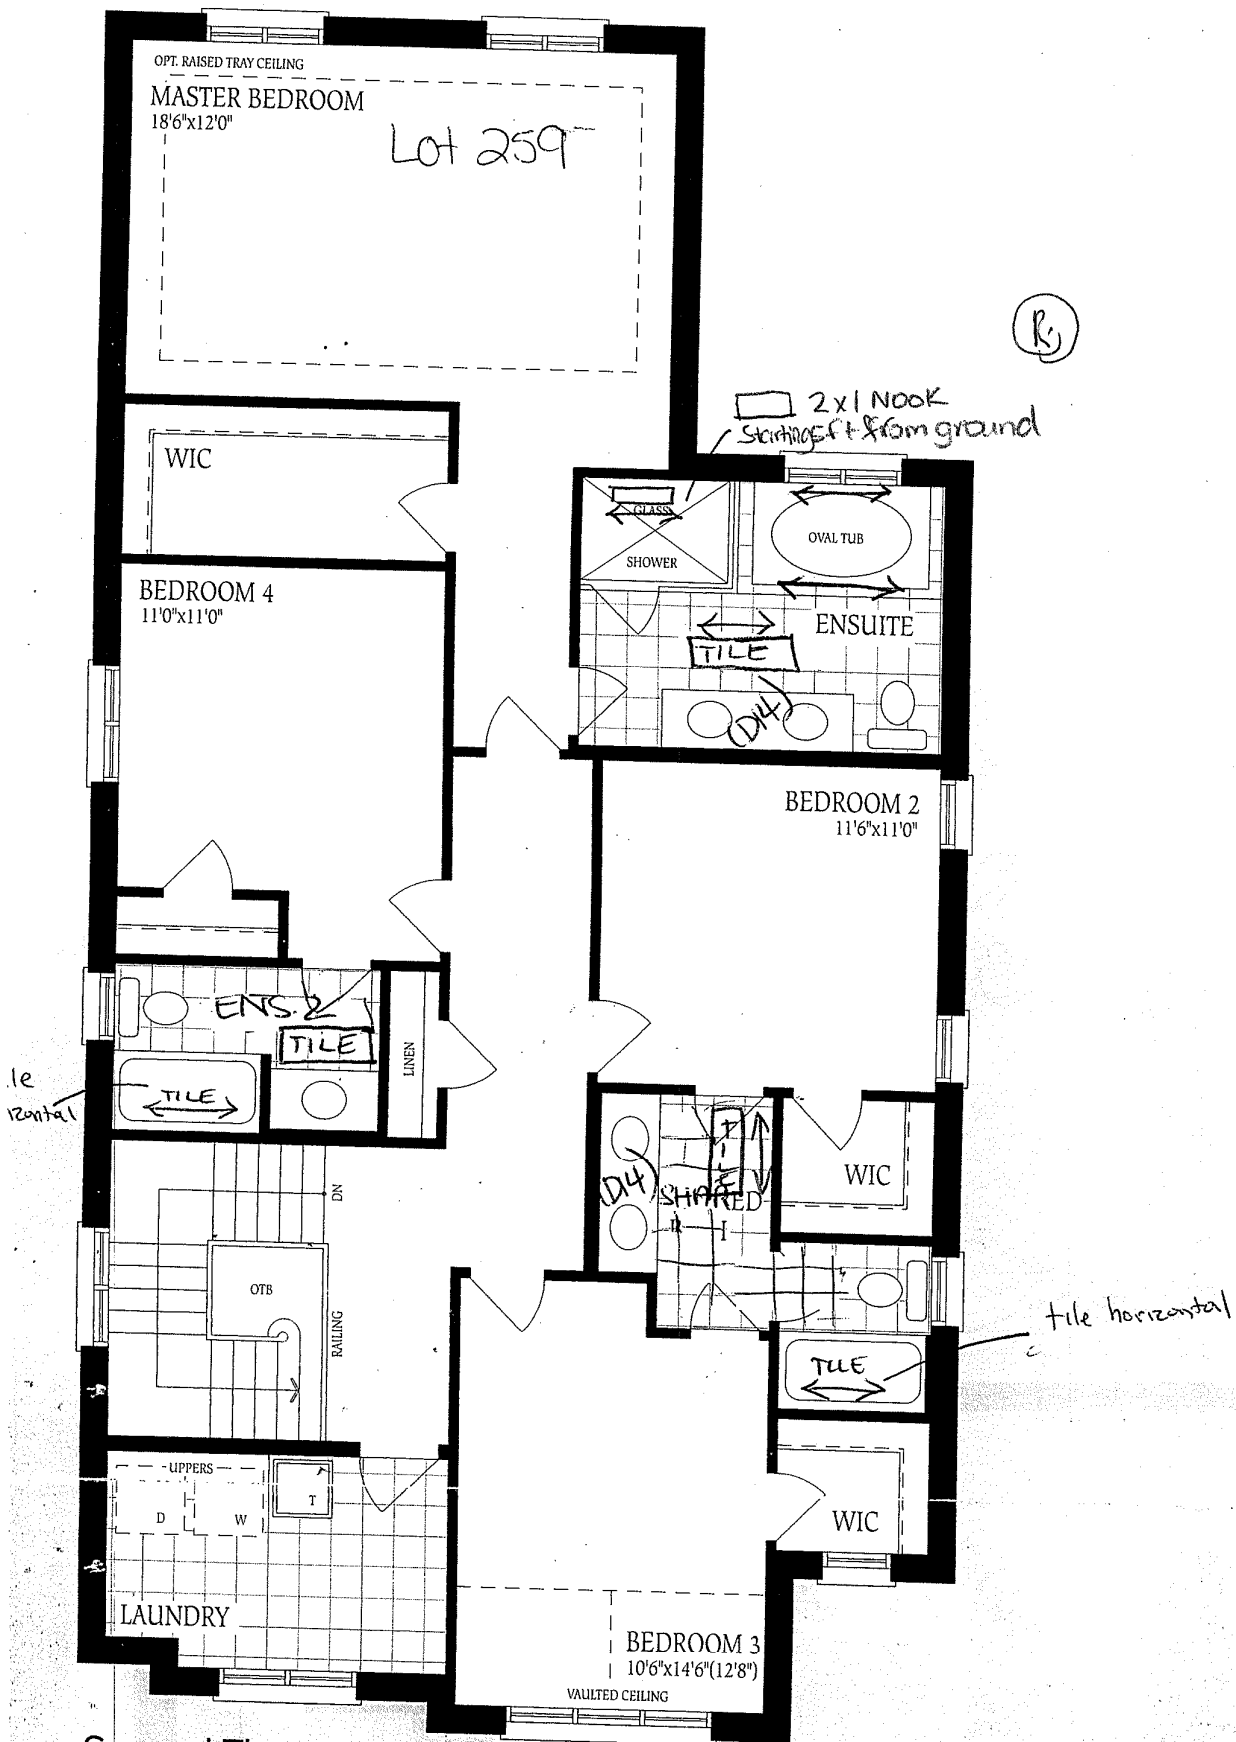 OPT. RAISED TRAY CEILING
MASTER BEDROOM
18'6"x12'0"
Lot 259
2x1 NOOK
Starting 5ft from ground
WIC
GLASS
SHOWER
OVAL TUB
BEDROOM 4
11'0"x11'0"
ENSUITE
TILE
(D14)
BEDROOM 2
11'6"x11'0"
ENS. 2
TILE
LINEN
TILE
TILE
(D14)
SHARED
WIC
DN
OTB
RAILING
tile horizontal
TILE
UPPERS
D
W
T
WIC
LAUNDRY
BEDROOM 3
10'6"x14'6"(12'8")
VAULTED CEILING